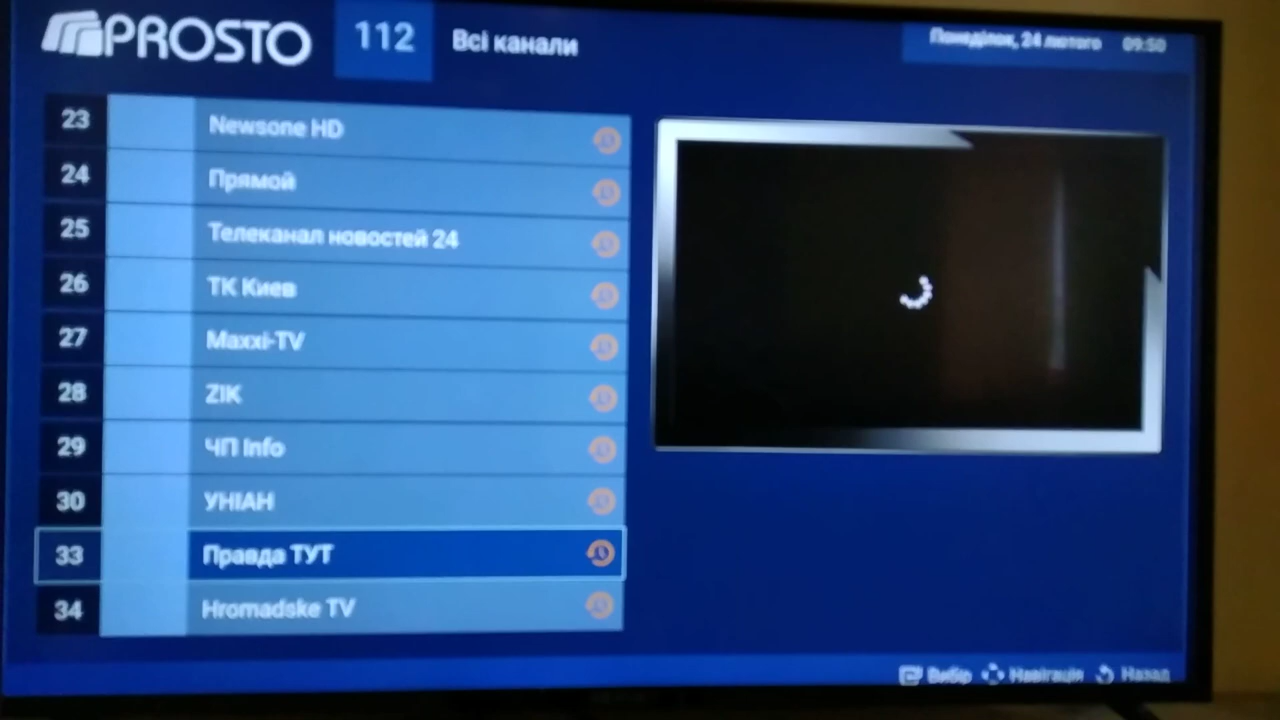 PROSTO 112 Всі канали Понеділок, 24 лютого 09:50
23 Newsone HD
24 Прямой
25 Телеканал новостей 24
26 ТК Киев
27 Maxxi-TV
28 ZIK
29 ЧП Info
30 УНІАН
33 Правда ТУТ
34 Hromadske TV
Вибір Навігація Назад